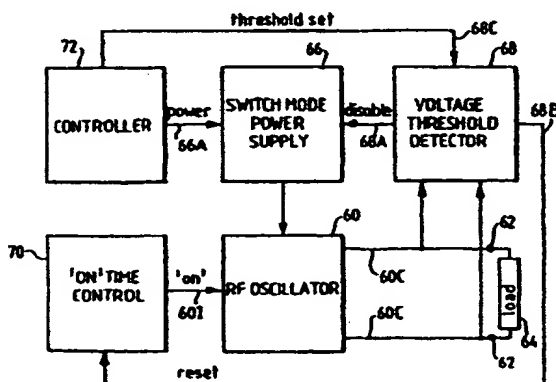 threshold set
68C
72
66
68
68B
CONTROLLER
power
66A
SWITCH MODE
POWER
SUPPLY
disable
68A
VOLTAGE
THRESHOLD
DETECTOR
70
60
62
'ON' TIME
CONTROL
'on'
60I
RF OSCILLATOR
60C
60C
load
64
62
reset